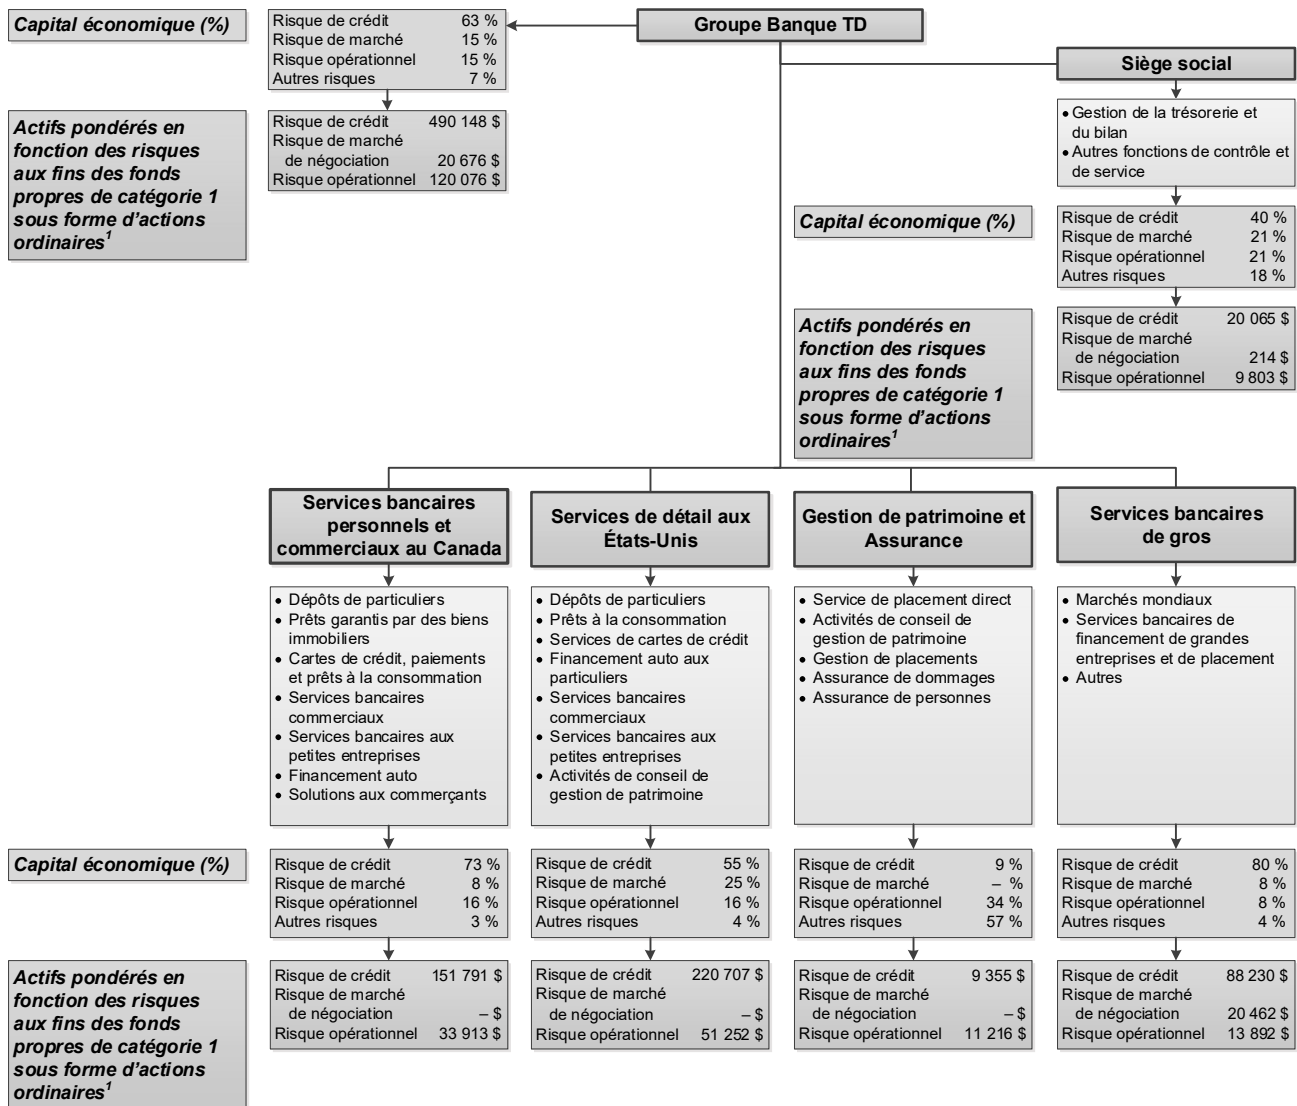 Groupe Banque TD
Capital économique (%)
Risque de crédit 63 %
Risque de marché 15 %
Risque opérationnel 15 %
Autres risques 7 %
Actifs pondérés en
fonction des risques
aux fins des fonds
propres de catégorie 1
sous forme d'actions
ordinaires1
Risque de crédit 490 148 $
Risque de marché
de négociation 20 676 $
Risque opérationnel 120 076 $
Siège social
• Gestion de la trésorerie et
du bilan
• Autres fonctions de contrôle et
de service
Capital économique (%)
Risque de crédit 40 %
Risque de marché 21 %
Risque opérationnel 21 %
Autres risques 18 %
Actifs pondérés en
fonction des risques
aux fins des fonds
propres de catégorie 1
sous forme d'actions
ordinaires1
Risque de crédit 20 065 $
Risque de marché
de négociation 214 $
Risque opérationnel 9 803 $
Services bancaires
personnels et
commerciaux au Canada
• Dépôts de particuliers
• Prêts garantis par des biens
immobiliers
• Cartes de crédit, paiements
et prêts à la consommation
• Services bancaires
commerciaux
• Services bancaires aux
petites entreprises
• Financement auto
• Solutions aux commerçants
Services de détail aux
États-Unis
• Dépôts de particuliers
• Prêts à la consommation
• Services de cartes de crédit
• Financement auto aux
particuliers
• Services bancaires
commerciaux
• Services bancaires aux
petites entreprises
• Activités de conseil de
gestion de patrimoine
Gestion de patrimoine et
Assurance
• Service de placement direct
• Activités de conseil de
gestion de patrimoine
• Gestion de placements
• Assurance de dommages
• Assurance de personnes
Services bancaires
de gros
• Marchés mondiaux
• Services bancaires de
financement de grandes
entreprises et de placement
• Autres
Capital économique (%)
Risque de crédit 73 %
Risque de marché 8 %
Risque opérationnel 16 %
Autres risques 3 %
Risque de crédit 55 %
Risque de marché 25 %
Risque opérationnel 16 %
Autres risques 4 %
Risque de crédit 9 %
Risque de marché – %
Risque opérationnel 34 %
Autres risques 57 %
Risque de crédit 80 %
Risque de marché 8 %
Risque opérationnel 8 %
Autres risques 4 %
Actifs pondérés en
fonction des risques
aux fins des fonds
propres de catégorie 1
sous forme d'actions
ordinaires1
Risque de crédit 151 791 $
Risque de marché
de négociation – $
Risque opérationnel 33 913 $
Risque de crédit 220 707 $
Risque de marché
de négociation – $
Risque opérationnel 51 252 $
Risque de crédit 9 355 $
Risque de marché
de négociation – $
Risque opérationnel 11 216 $
Risque de crédit 88 230 $
Risque de marché
de négociation 20 462 $
Risque opérationnel 13 892 $